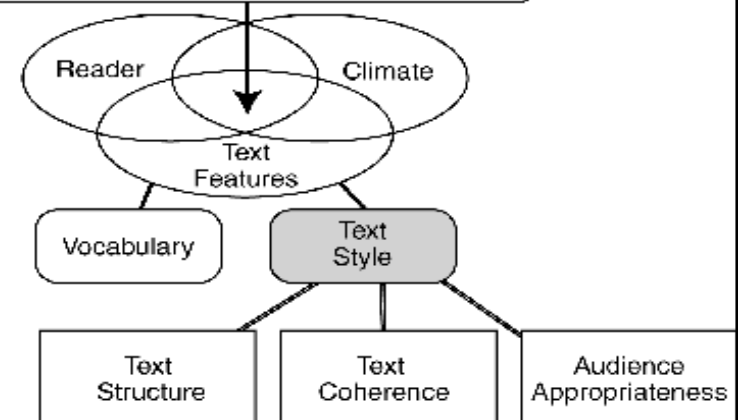 Reader
Climate
Text
Features
Vocabulary
Text
Style
Text
Structure
Text
Coherence
Audience
Appropriateness